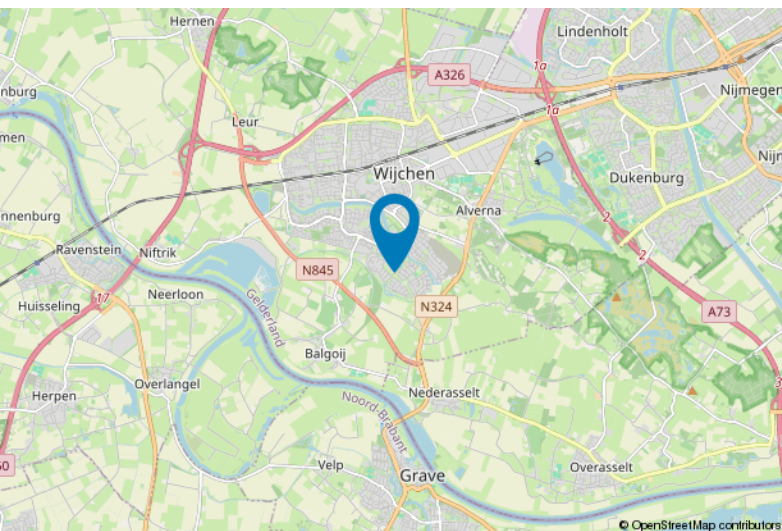 Hernen
Lindenholt
1a
A326
Nijmegen
1a
Leur
Wijchen
Dukenburg
Alverna
2
Ravenstein
Niftrik
2
N845
Neerloon
17
Huisseling
Gelderland
N324
A73
Balgoij
Overlangel
Nederasselt
Herpen
Noord-Brabant
Velp
Grave
Overasselt
© OpenStreetMap contributors